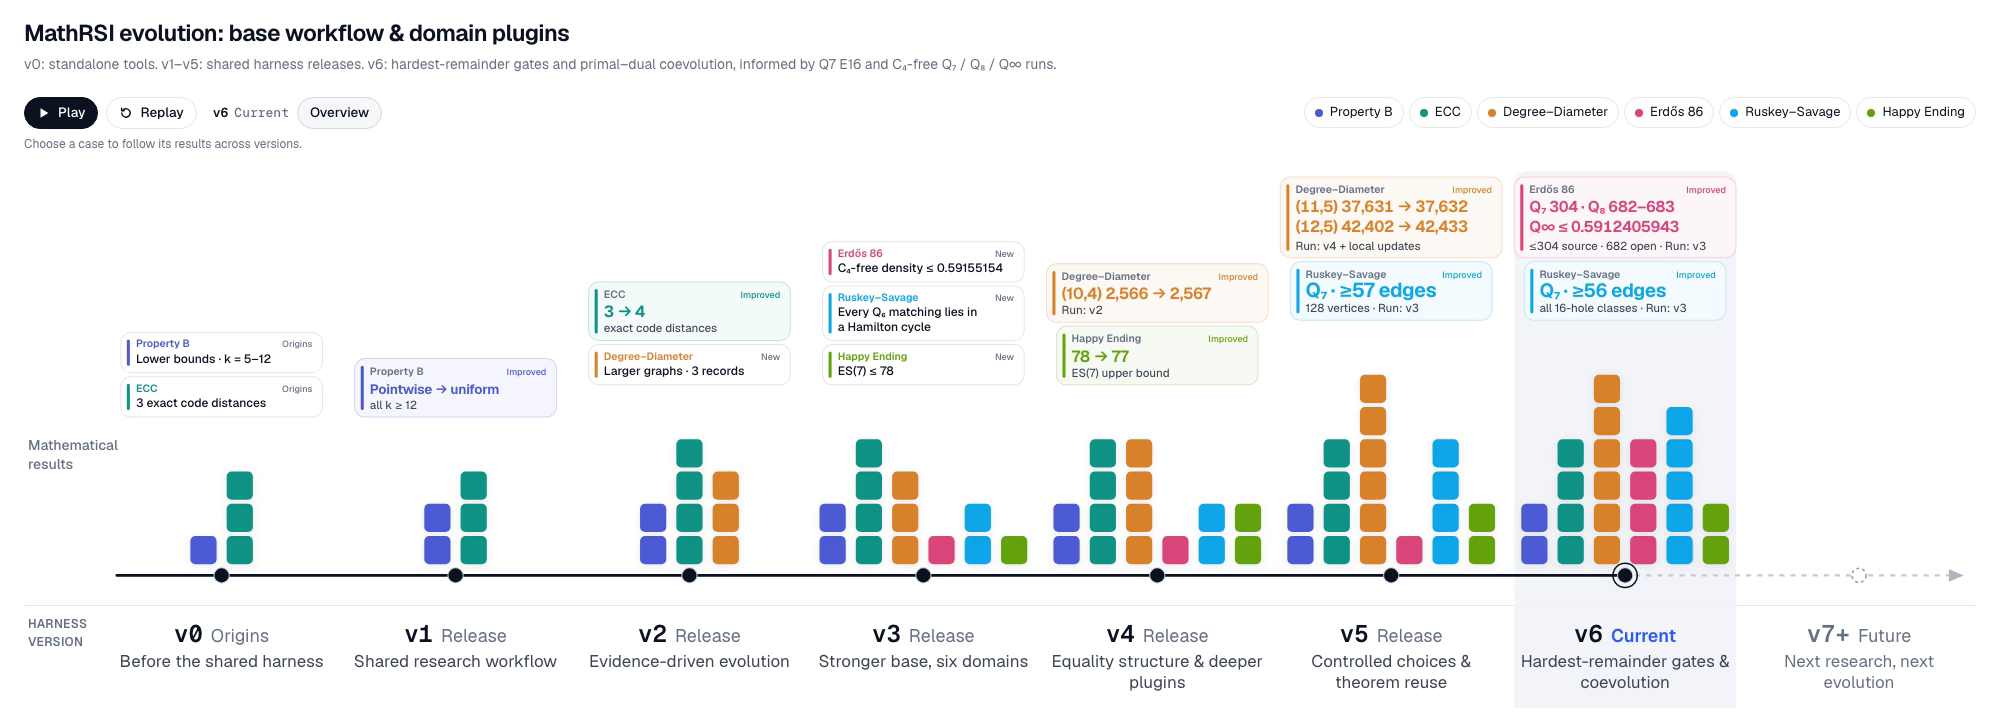 MathRSI evolution: base workflow & domain plugins
v0: standalone tools. v1–v5: shared harness releases. v6: hardest-remainder gates and primal–dual coevolution, informed by Q7 E16 and C₄-free Q₇ / Q₈ / Q∞ runs.
Play
Replay
v6 Current
Overview
Property B
ECC
Degree–Diameter
Erdős 86
Ruskey–Savage
Happy Ending
Choose a case to follow its results across versions.
Property B Origins
Lower bounds · k = 5–12
ECC Origins
3 exact code distances
Property B Improved
Pointwise → uniform
all k ≥ 12
ECC Improved
3 → 4
exact code distances
Degree–Diameter New
Larger graphs · 3 records
Erdős 86 New
C₄-free density ≤ 0.59155154
Ruskey–Savage New
Every Q₆ matching lies in
a Hamilton cycle
Happy Ending New
ES(7) ≤ 78
Degree–Diameter Improved
(10,4) 2,566 → 2,567
Run: v2
Happy Ending Improved
78 → 77
ES(7) upper bound
Degree–Diameter Improved
(11,5) 37,631 → 37,632
(12,5) 42,402 → 42,433
Run: v4 + local updates
Ruskey–Savage Improved
Q₇ · ≥57 edges
128 vertices · Run: v3
Erdős 86 Improved
Q₇ 304 · Q₈ 682–683
Q∞ ≤ 0.5912405943
≤304 source · 682 open · Run: v3
Ruskey–Savage Improved
Q₇ · ≥56 edges
all 16-hole classes · Run: v3
Mathematical
results
HARNESS
VERSION
v0 Origins
Before the shared harness
v1 Release
Shared research workflow
v2 Release
Evidence-driven evolution
v3 Release
Stronger base, six domains
v4 Release
Equality structure & deeper
plugins
v5 Release
Controlled choices &
theorem reuse
v6 Current
Hardest-remainder gates &
coevolution
v7+ Future
Next research, next
evolution